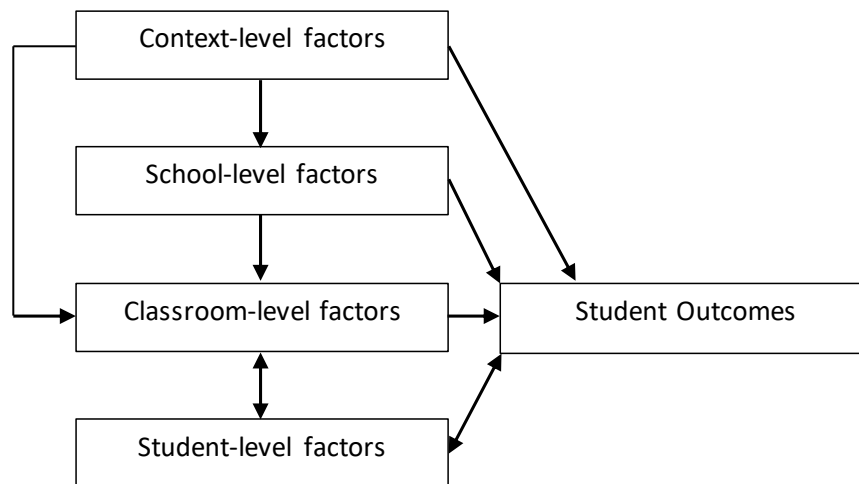 Context-level factors
School-level factors
Classroom-level factors
Student Outcomes
Student-level factors